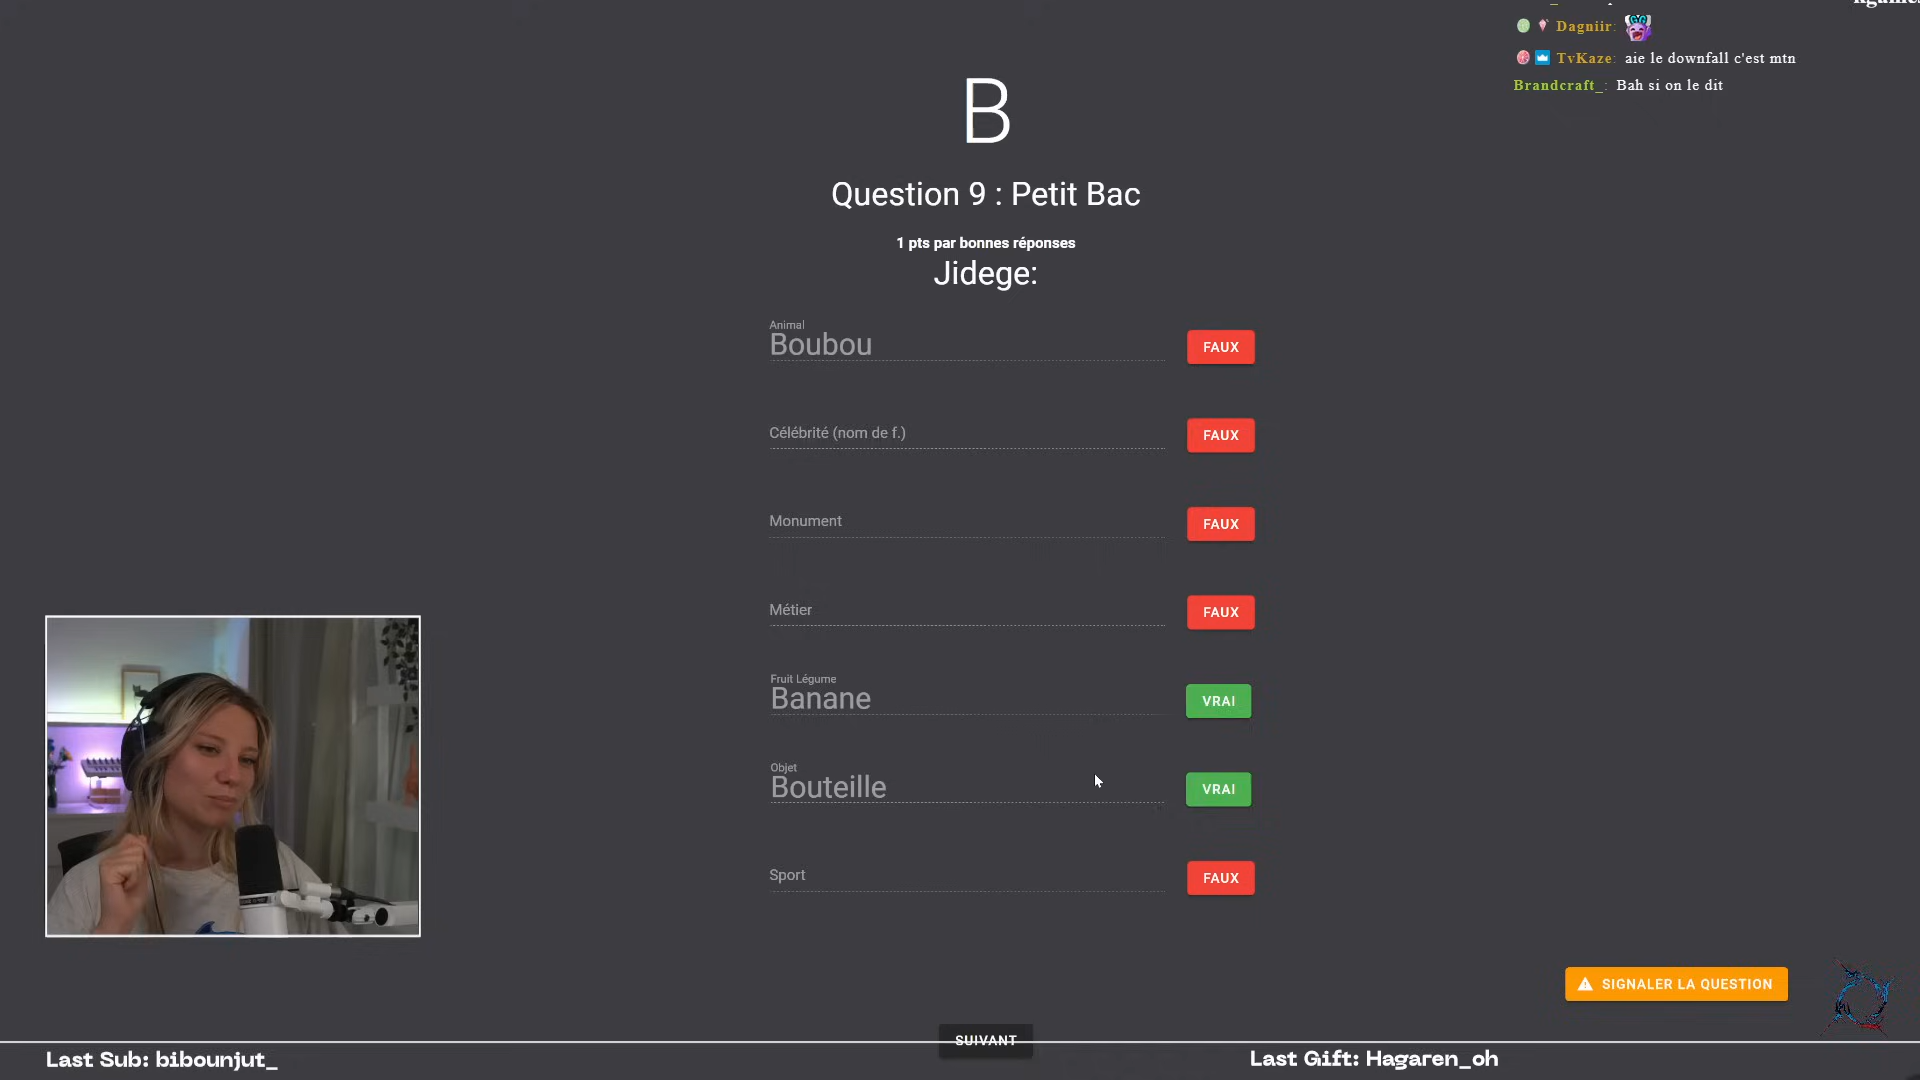 Dagniir:
TvKaze: aie le downfall c'est mtn
Brandcraft_: Bah si on le dit
B
Question 9 : Petit Bac
1 pts par bonnes réponses
Jidege:
Animal
Boubou
FAUX
Célébrité (nom de f.)
FAUX
Monument
FAUX
Métier
FAUX
Fruit Légume
Banane
VRAI
Objet
Bouteille
VRAI
Sport
FAUX
SIGNALER LA QUESTION
SUIVANT
Last Sub: bibounjut_
Last Gift: Hagaren_oh